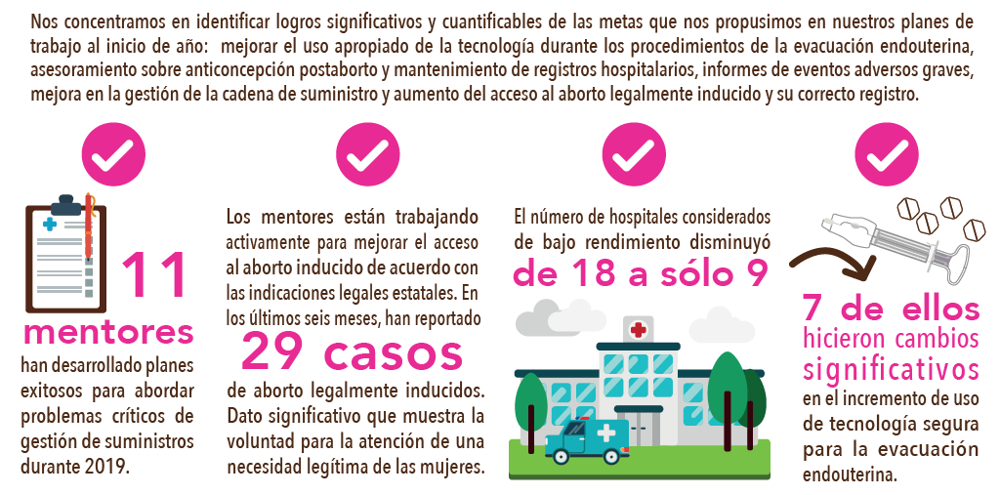 Nos concentramos en identificar logros significativos y cuantificables de las metas que nos propusimos en nuestros planes de
trabajo al inicio de año: mejorar el uso apropiado de la tecnología durante los procedimientos de la evacuación endouterina,
asesoramiento sobre anticoncepción postaborto y mantenimiento de registros hospitalarios, informes de eventos adversos graves,
mejora en la gestión de la cadena de suministro y aumento del acceso al aborto legalmente inducido y su correcto registro.
11
mentores
han desarrollado planes
exitosos para abordar
problemas críticos de
gestión de suministros
durante 2019.
Los mentores están trabajando
activamente para mejorar el acceso
al aborto inducido de acuerdo con
las indicaciones legales estatales. En
los últimos seis meses, han reportado
29 casos
de aborto legalmente inducidos.
Dato significativo que muestra la
voluntad para la atención de una
necesidad legítima de las mujeres.
El número de hospitales considerados
de bajo rendimiento disminuyó
de 18 a sólo 9
7 de ellos
hicieron cambios
significativos
en el incremento de uso
de tecnología segura
para la evacuación
endouterina.